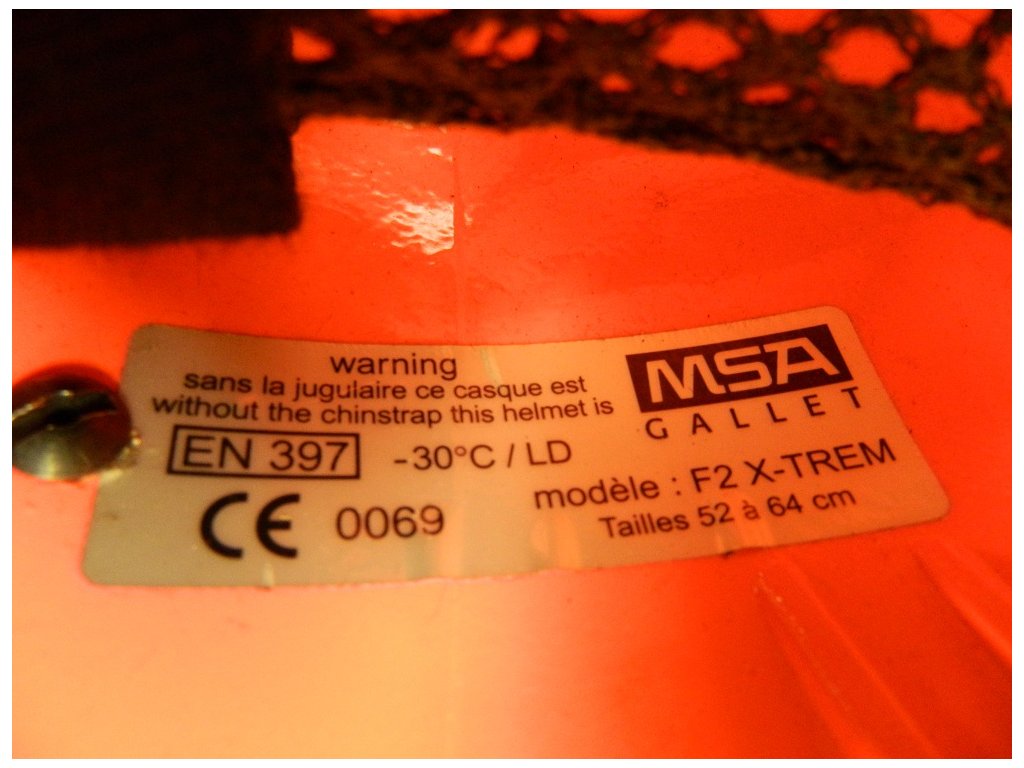 warning
sans la jugulaire ce casque est
without the chinstrap this helmet is
EN 397 -30°C / LD
CE 0069
MSA
GALLET
modèle : F2 X-TREM
Tailles 52 à 64 cm